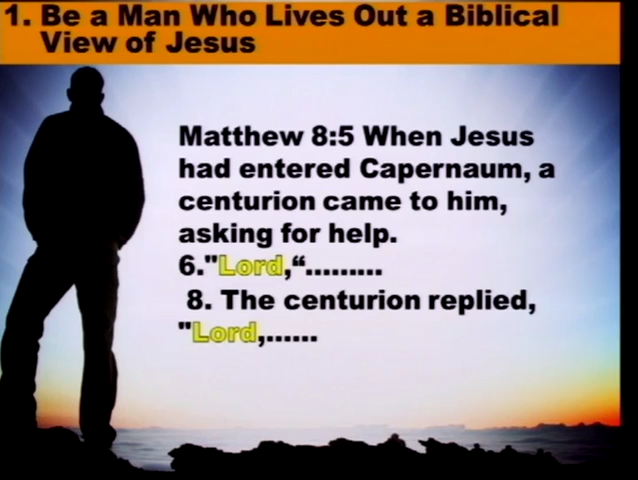 1. Be a Man Who Lives Out a Biblical
View of Jesus
Matthew 8:5 When Jesus
had entered Capernaum, a
centurion came to him,
asking for help.
6."Lord,“.........
8. The centurion replied,
"Lord,......